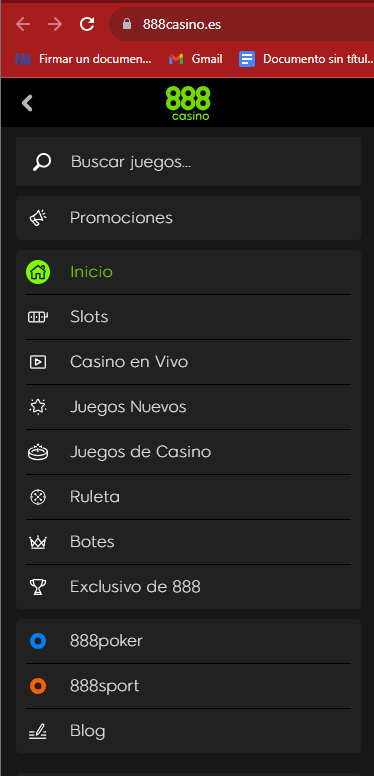 888casino.es
Firmar un documen...
Gmail
Documento sin títul...
888
casino
Buscar juegos...
Promociones
Inicio
Slots
Casino en Vivo
Juegos Nuevos
Juegos de Casino
Ruleta
Botes
Exclusivo de 888
888poker
888sport
Blog